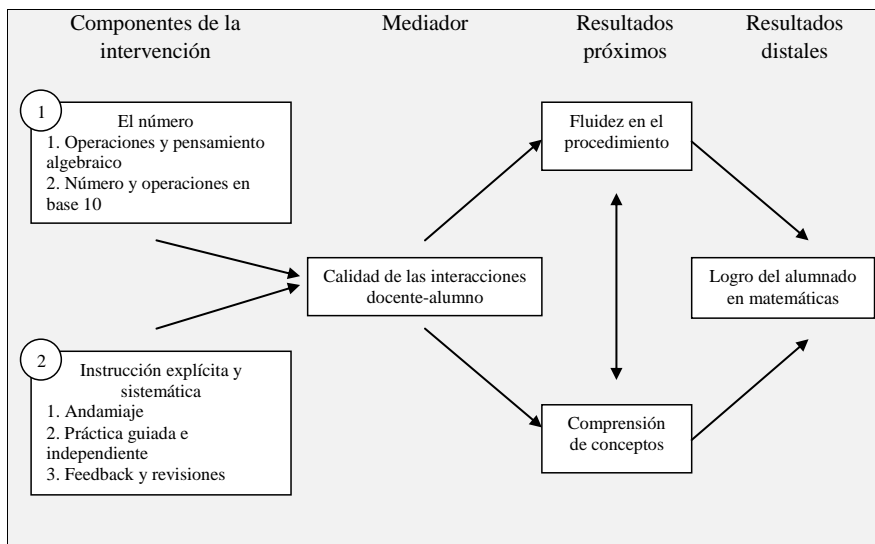 Componentes de la
intervención
Mediador
Resultados
próximos
Resultados
distales
1
El número
1. Operaciones y pensamiento
algebraico
2. Número y operaciones en
base 10
Fluidez en el
procedimiento
Calidad de las interacciones
docente-alumno
Logro del alumnado
en matemáticas
2
Instrucción explícita y
sistemática
1. Andamiaje
2. Práctica guiada e
independiente
3. Feedback y revisiones
Comprensión
de conceptos